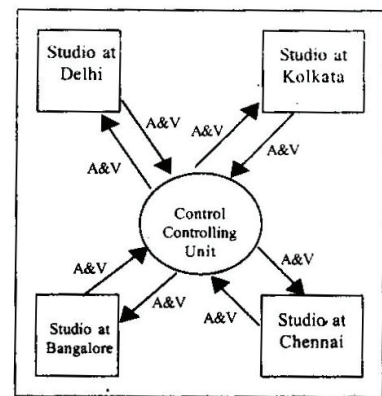 Studio at
Delhi
Studio at
Kolkata
A&V
A&V
A&V
A&V
Control
Controlling
Unit
A&V
A&V
A&V
A&V
Studio at
Bangalore
Studio at
Chennai